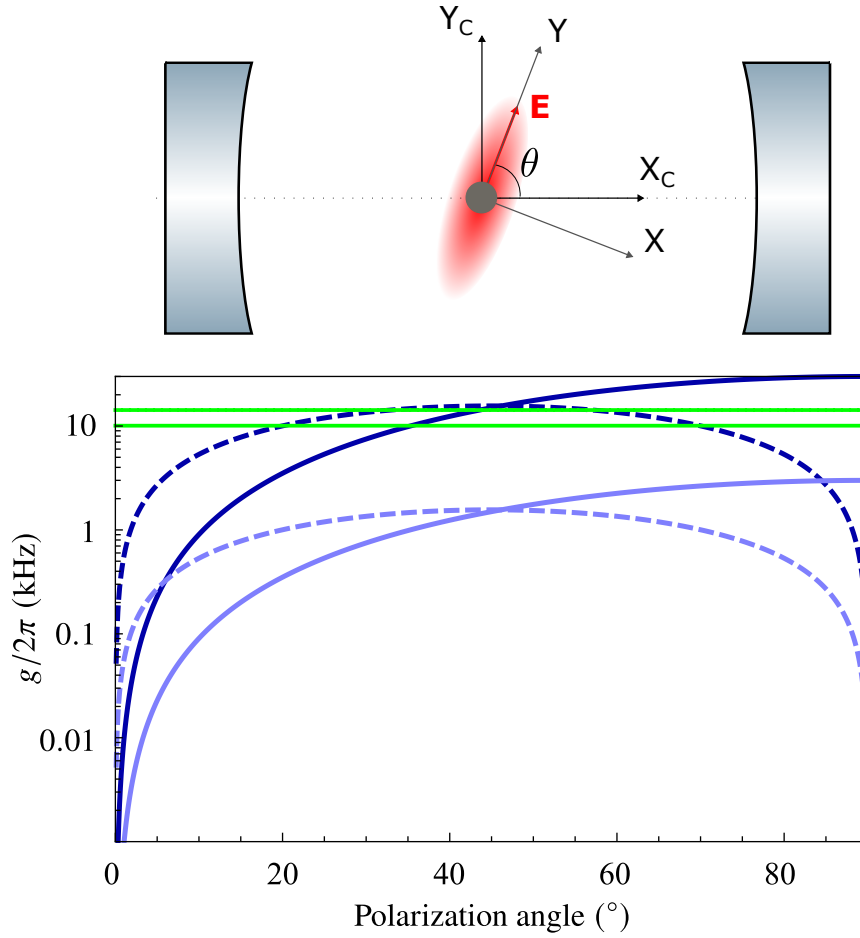 Y_C
Y
E
θ
X_C
X
g/2π (kHz)
10
1
0.1
0.01
0 20 40 60 80
Polarization angle (°)